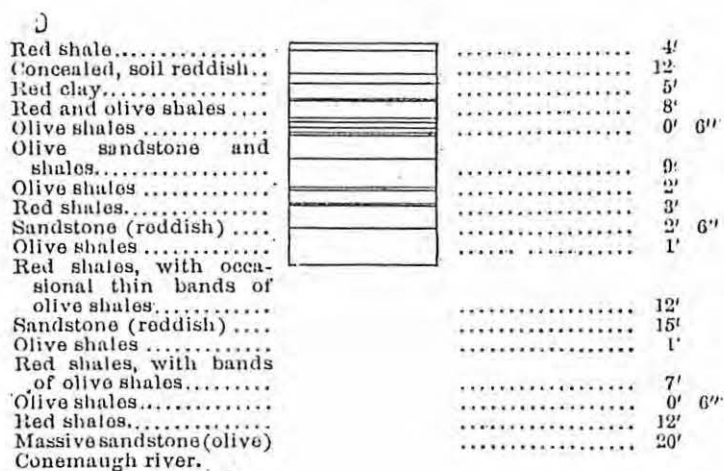 Red shale.................. 4'
Concealed, soil reddish.. .................. 12
Red clay.................. 5'
Red and olive shales .... .................. 8'
Olive shales .................. 0' 6"
Olive sandstone and
shales.................. 9'
Olive shales .................. 2'
Red shales.................. 3'
Sandstone (reddish) .... .................. 2' 6"
Olive shales .................. 1'
Red shales, with occa-
sional thin bands of
olive shales.................. 12'
Sandstone (reddish) .... .................. 15'
Olive shales .................. 1'
Red shales, with bands
of olive shales.................. 7'
Olive shales.................. 0' 6"
Red shales.................. 12'
Massive sandstone (olive) .................. 20'
Conemaugh river.